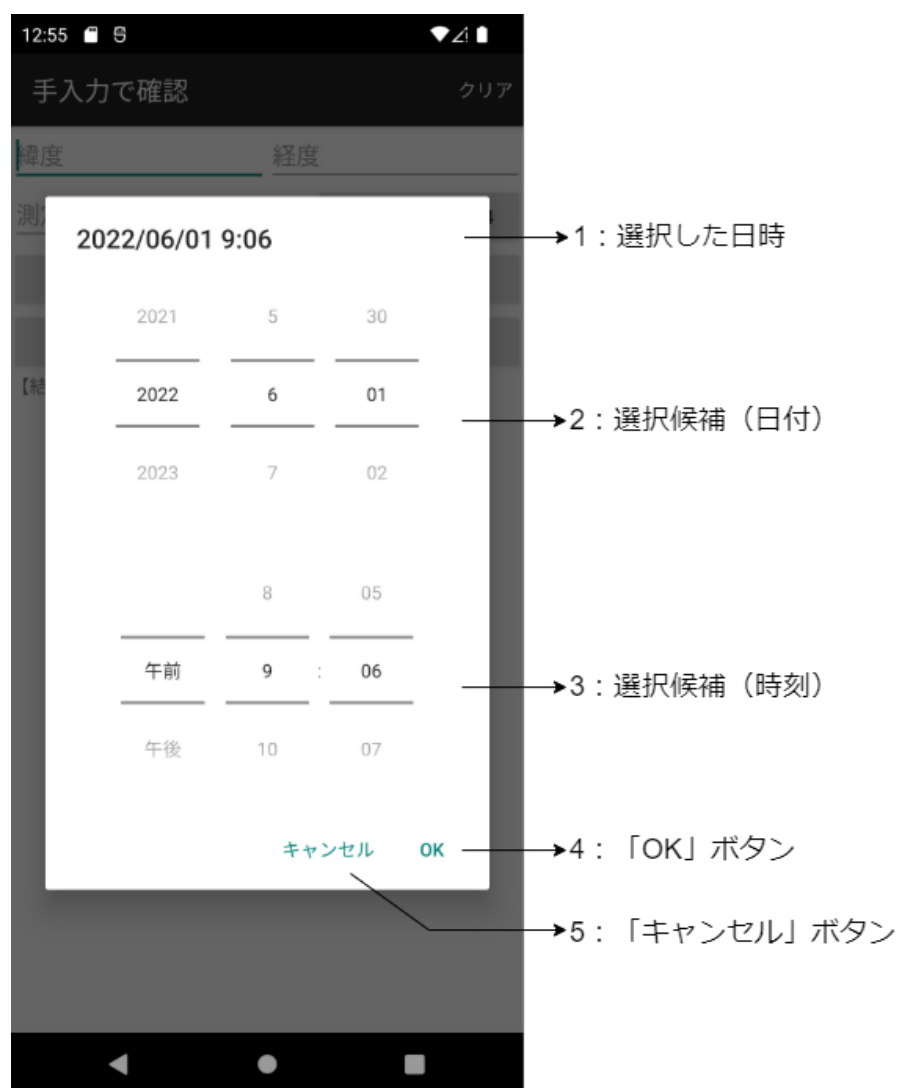 12:55
手入力で確認 クリア
緯度 経度
測
2022/06/01 9:06 1：選択した日時
2021 5 30
2022 6 01
【結
2：選択候補（日付）
2023 7 02
8 05
午前 9 : 06
3：選択候補（時刻）
午後 10 07
キャンセル OK 4：「OK」ボタン
5：「キャンセル」ボタン